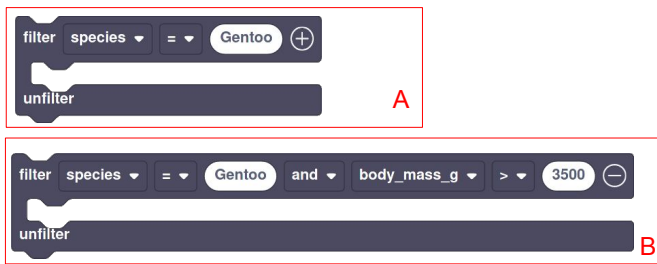 filter species = Gentoo
unfilter
A
filter species = Gentoo and body_mass_g > 3500
unfilter
B